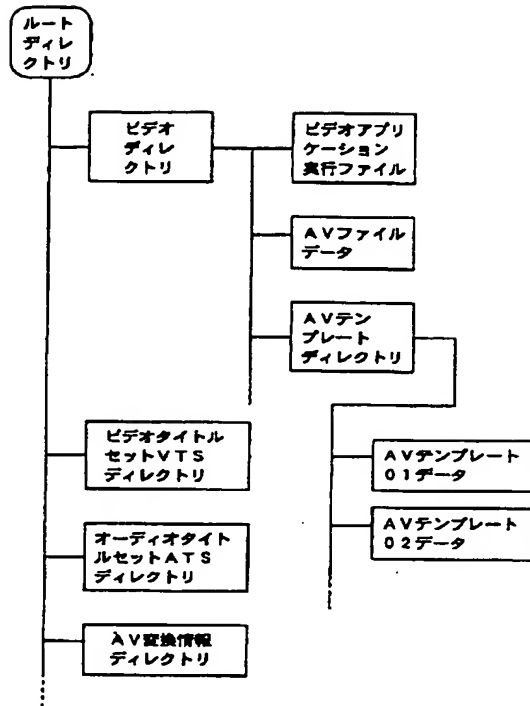 ルート
ディレ
クトリ
ビデオ
ディレ
クトリ
ビデオアプリ
ケーション
実行ファイル
AVファイル
データ
AVテン
プレート
ディレクトリ
ビデオタイトル
セットVTS
ディレクトリ
AVテンプレート
01データ
AVテンプレート
02データ
オーディオタイト
ルセットATS
ディレクトリ
AV変換情報
ディレクトリ